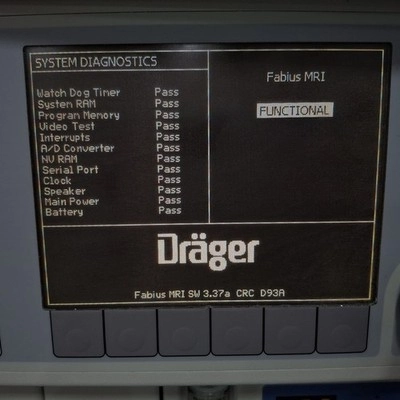 SYSTEM DIAGNOSTICS
Watch Dog Timer Pass
System RAM Pass
Program Memory Pass
Video Test Pass
Interrupts Pass
A/D Converter Pass
NV RAM Pass
Serial Port Pass
Clock Pass
Speaker Pass
Main Power Pass
Battery Pass
Fabius MRI
FUNCTIONAL
Dräger
Fabius MRI SW 3.37a CRC D93A